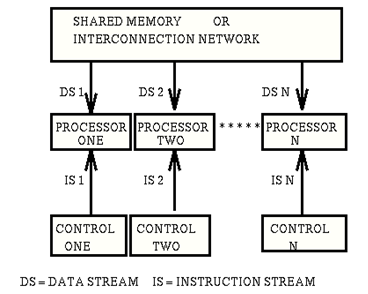 SHARED MEMORY OR
INTERCONNECTION NETWORK
DS 1 DS 2 DS N
PROCESSOR PROCESSOR * * * * * PROCESSOR
ONE TWO N
IS 1 IS 2 IS N
CONTROL CONTROL CONTROL
ONE TWO N
DS = DATA STREAM IS = INSTRUCTION STREAM